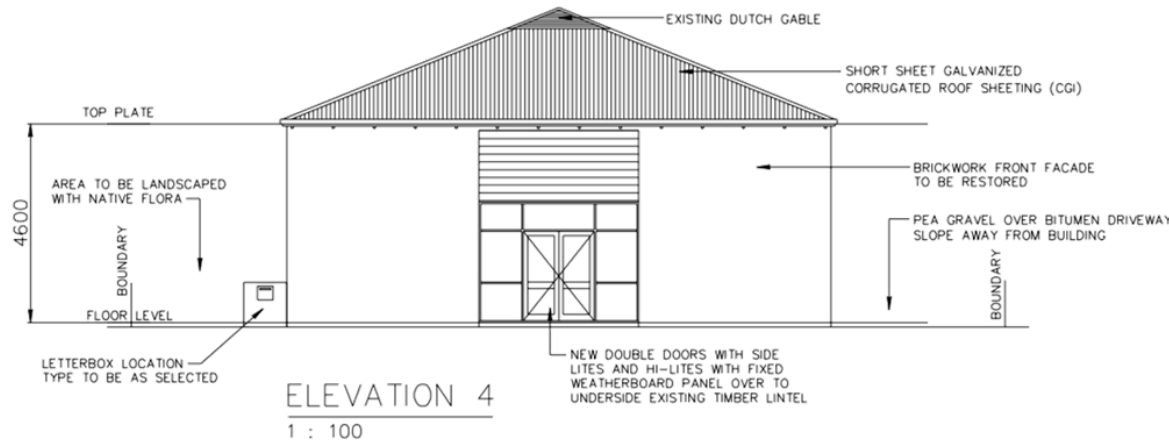 EXISTING DUTCH GABLE
SHORT SHEET GALVANIZED
CORRUGATED ROOF SHEETING (CGI)
TOP PLATE
BRICKWORK FRONT FACADE
TO BE RESTORED
AREA TO BE LANDSCAPED
WITH NATIVE FLORA
4600
PEA GRAVEL OVER BITUMEN DRIVEWAY
SLOPE AWAY FROM BUILDING
BOUNDARY
BOUNDARY
FLOOR LEVEL
LETTERBOX LOCATION
TYPE TO BE AS SELECTED
NEW DOUBLE DOORS WITH SIDE
LITES AND HI-LITES WITH FIXED
WEATHERBOARD PANEL OVER TO
UNDERSIDE EXISTING TIMBER LINTEL
ELEVATION 4
1 : 100